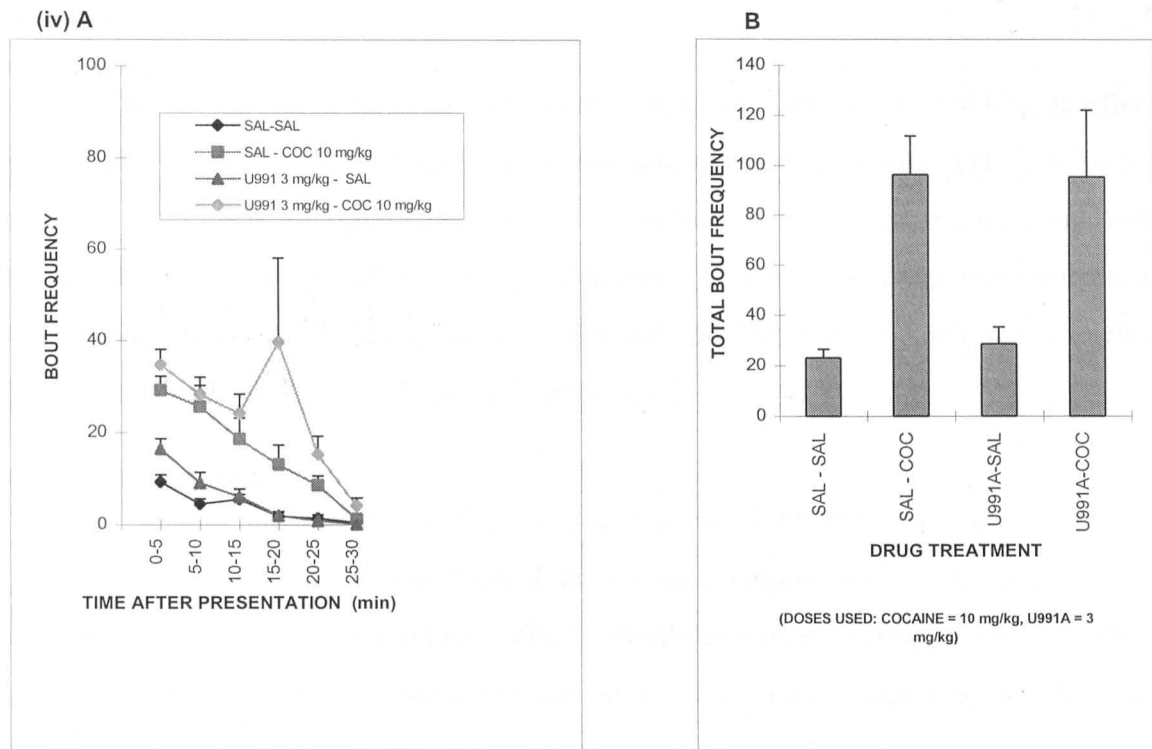 (iv) A
100
80
60
40
20
0
BOUT FREQUENCY
SAL-SAL
SAL - COC 10 mg/kg
U991 3 mg/kg - SAL
U991 3 mg/kg - COC 10 mg/kg
0-5
5-10
10-15
15-20
20-25
25-30
TIME AFTER PRESENTATION (min)
B
140
120
100
80
60
40
20
0
TOTAL BOUT FREQUENCY
SAL - SAL
SAL - COC
U991A-SAL
U991A-COC
DRUG TREATMENT
(DOSES USED: COCAINE = 10 mg/kg, U991A = 3
mg/kg)